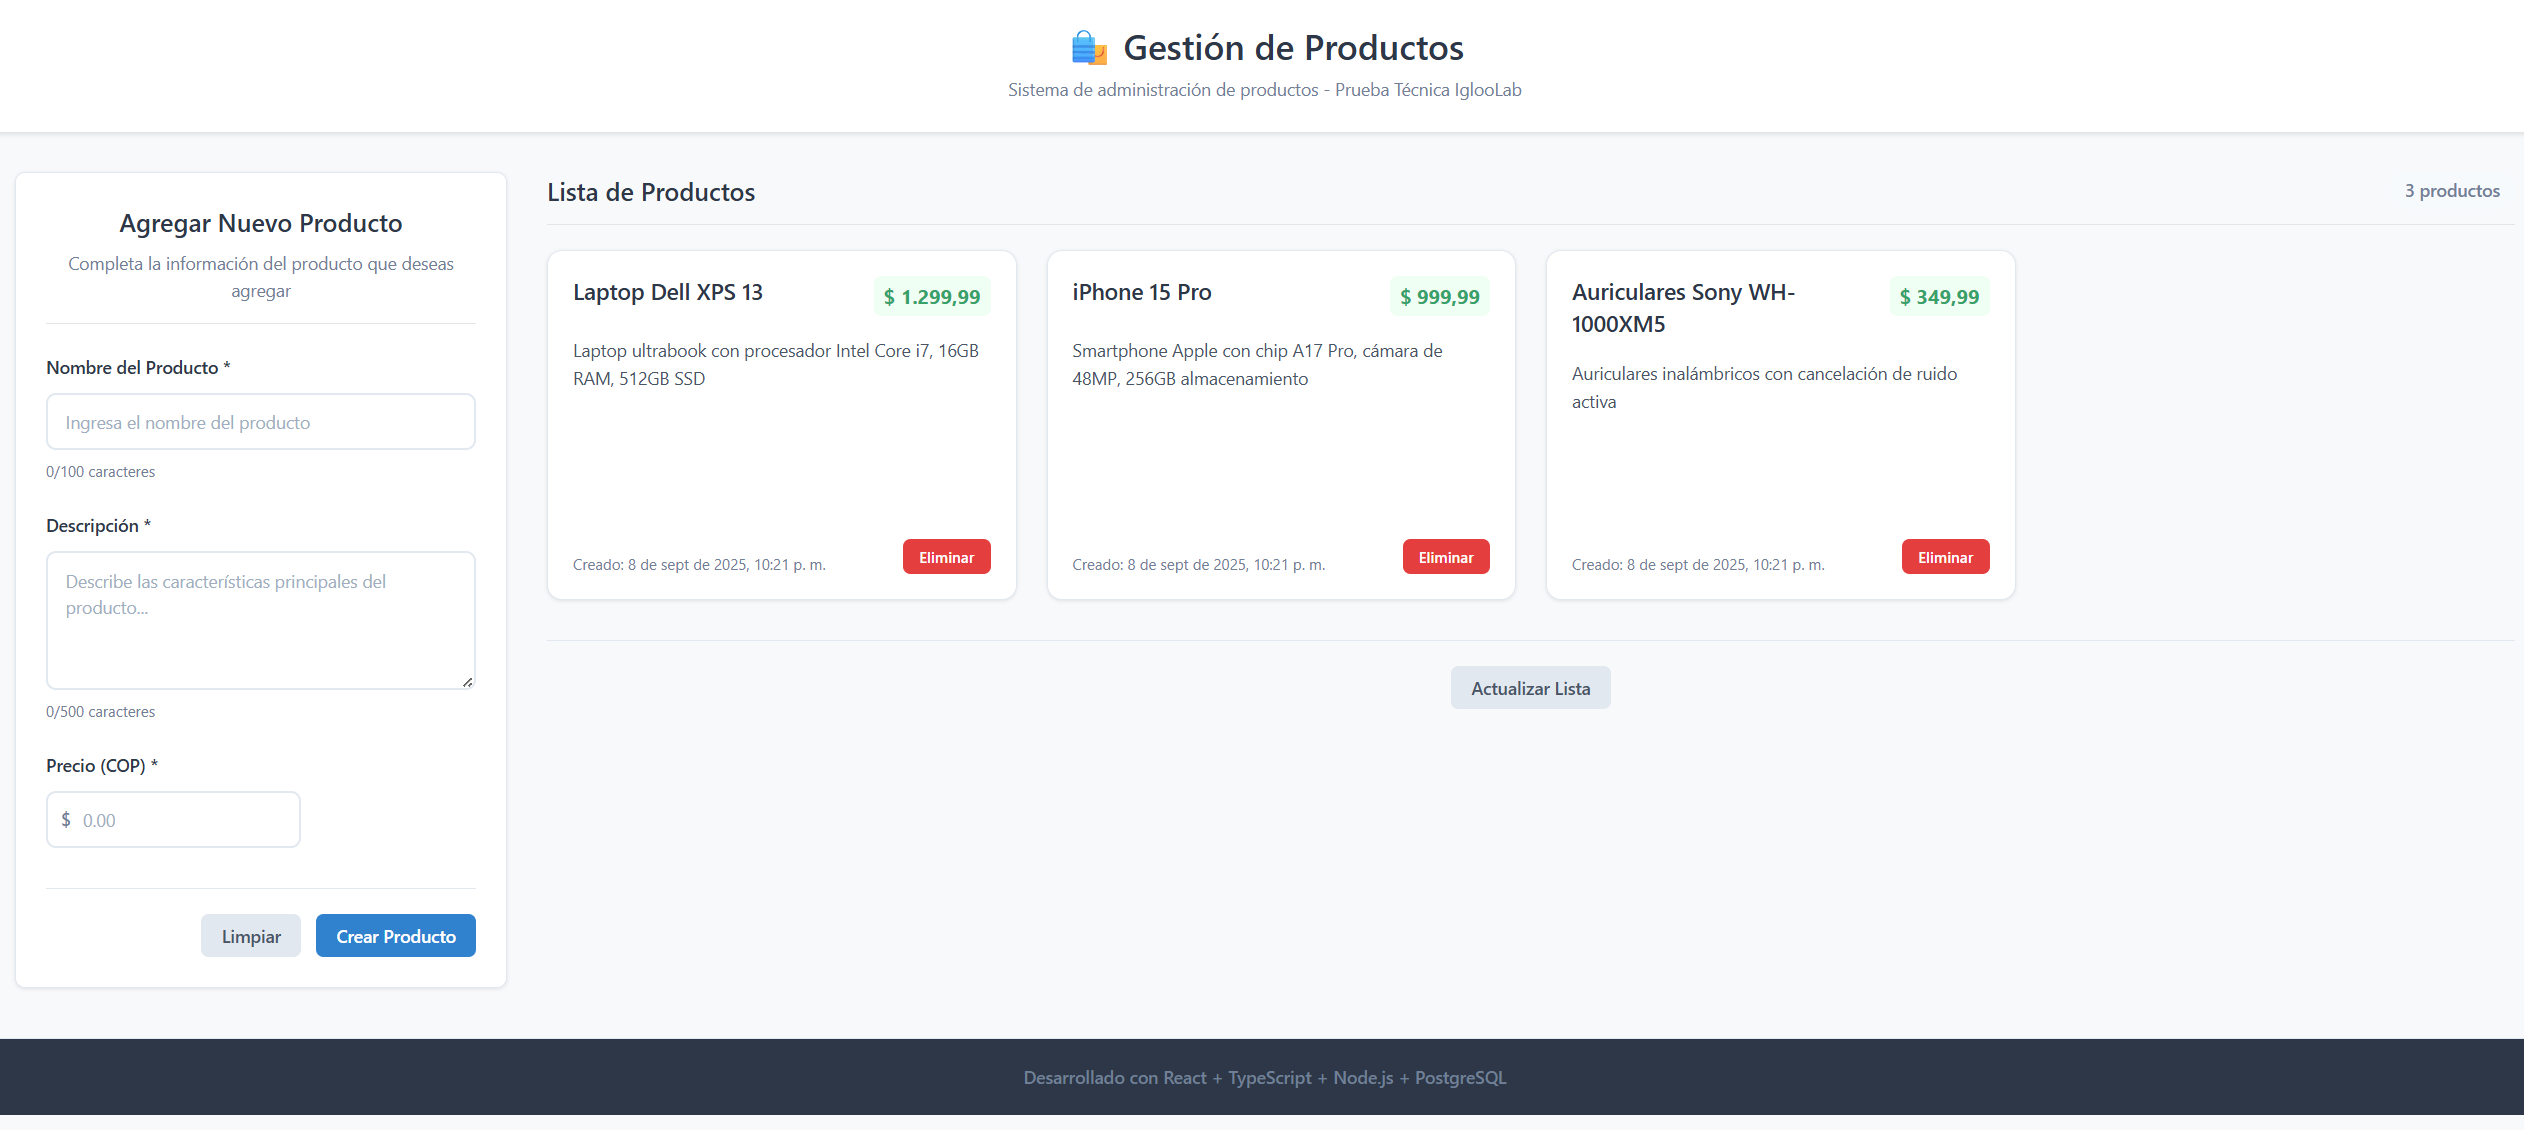 Gestión de Productos
Sistema de administración de productos - Prueba Técnica IglooLab
Agregar Nuevo Producto
Completa la información del producto que deseas
agregar
Nombre del Producto *
Ingresa el nombre del producto
0/100 caracteres
Descripción *
Describe las características principales del
producto...
0/500 caracteres
Precio (COP) *
$ 0.00
Limpiar
Crear Producto
Lista de Productos
3 productos
Laptop Dell XPS 13
$ 1.299,99
Laptop ultrabook con procesador Intel Core i7, 16GB
RAM, 512GB SSD
Creado: 8 de sept de 2025, 10:21 p. m.
Eliminar
iPhone 15 Pro
$ 999,99
Smartphone Apple con chip A17 Pro, cámara de
48MP, 256GB almacenamiento
Creado: 8 de sept de 2025, 10:21 p. m.
Eliminar
Auriculares Sony WH-
1000XM5
$ 349,99
Auriculares inalámbricos con cancelación de ruido
activa
Creado: 8 de sept de 2025, 10:21 p. m.
Eliminar
Actualizar Lista
Desarrollado con React + TypeScript + Node.js + PostgreSQL